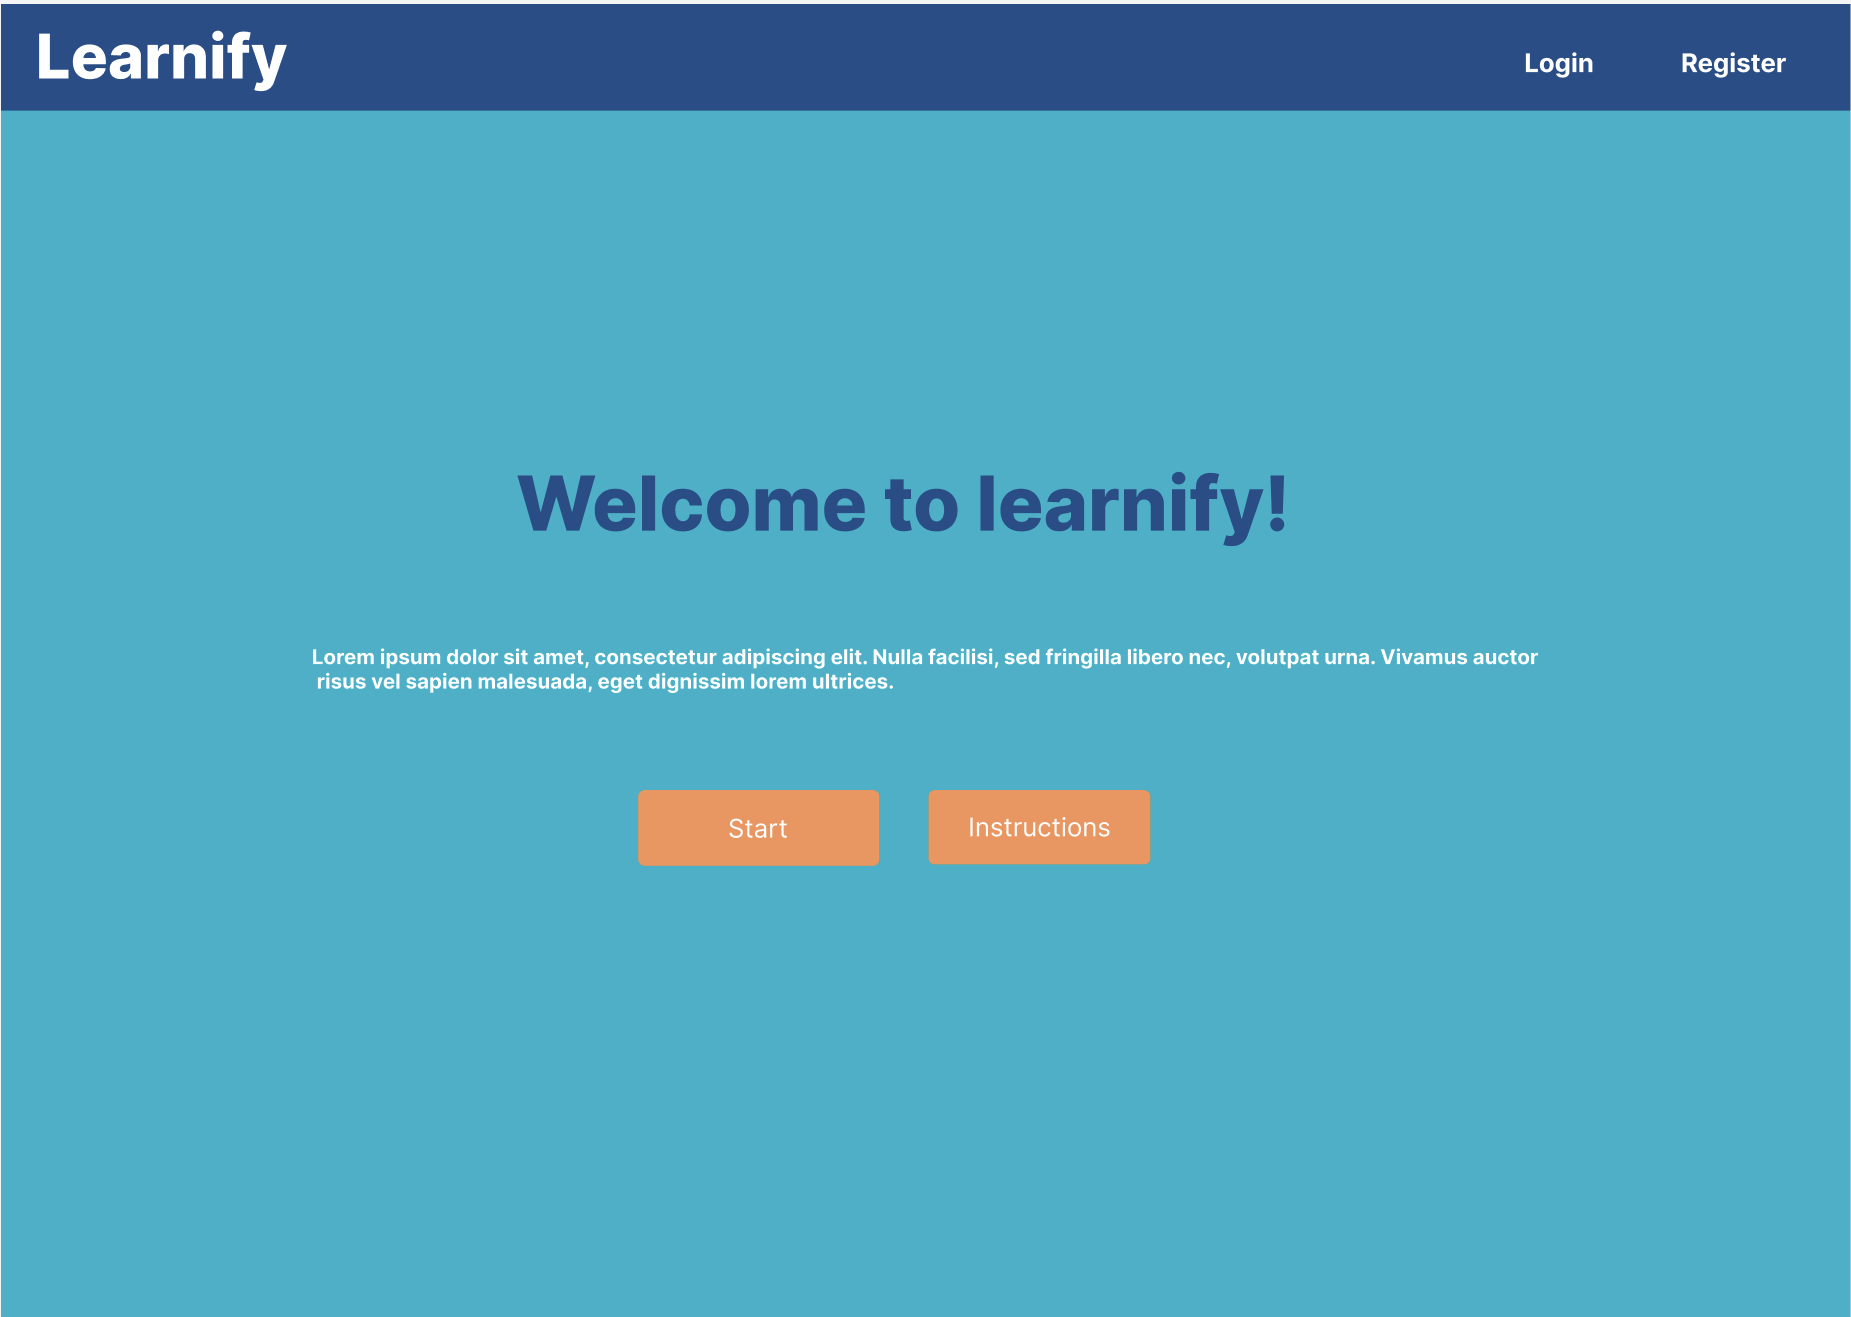 Learnify
Login Register
Welcome to learnify!
Lorem ipsum dolor sit amet, consectetur adipiscing elit. Nulla facilisi, sed fringilla libero nec, volutpat urna. Vivamus auctor
risus vel sapien malesuada, eget dignissim lorem ultrices.
Start Instructions